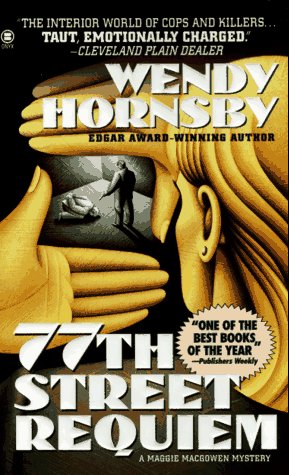 "THE INTERIOR WORLD OF COPS AND KILLERS...
TAUT, EMOTIONALLY CHARGED."
—CLEVELAND PLAIN DEALER
ONYX
WENDY
HORNSBY
EDGAR AWARD-WINNING AUTHOR
"ONE OF THE
BEST BOOKS
OF THE YEAR"
—Publishers Weekly
77TH
STREET
REQUIEM
A MAGGIE MACGOWEN MYSTERY